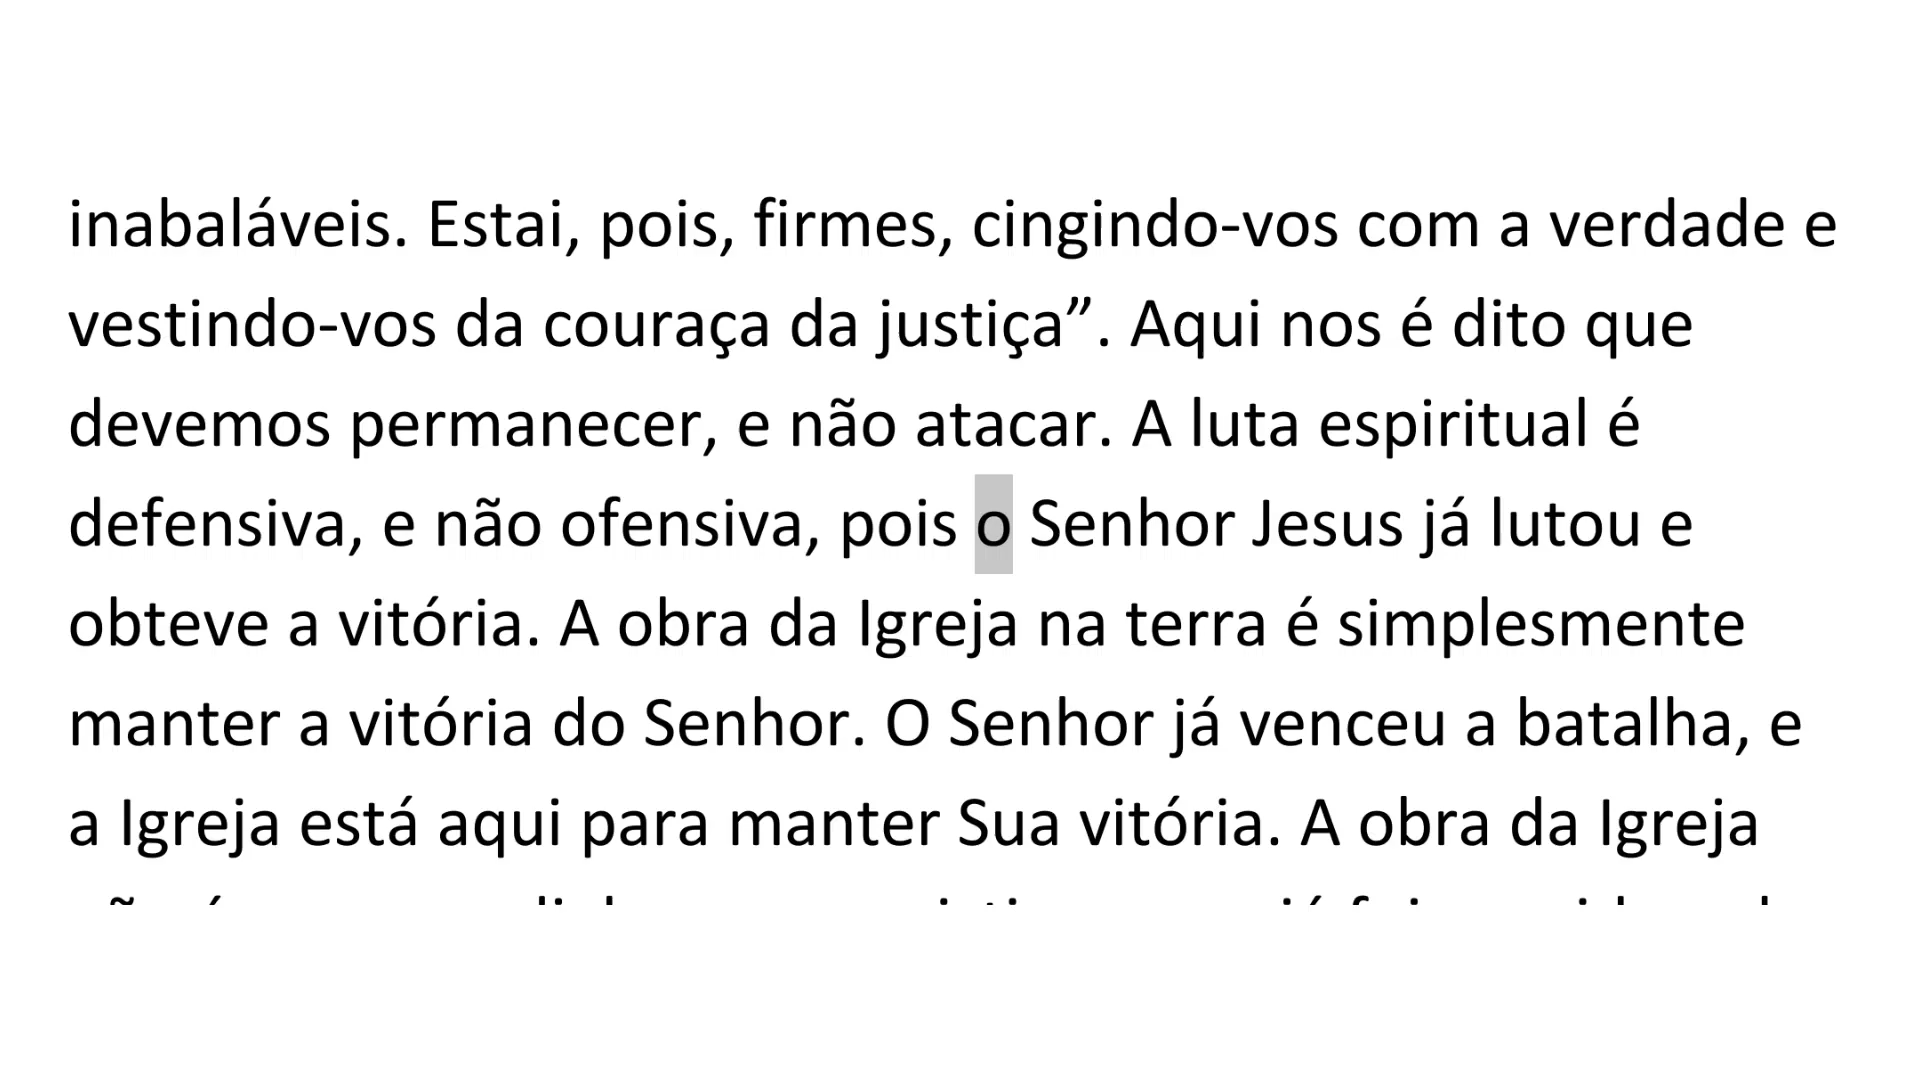 inabaláveis. Estai, pois, firmes, cingindo-vos com a verdade e
vestindo-vos da couraça da justiça”. Aqui nos é dito que
devemos permanecer, e não atacar. A luta espiritual é
defensiva, e não ofensiva, pois o Senhor Jesus já lutou e
obteve a vitória. A obra da Igreja na terra é simplesmente
manter a vitória do Senhor. O Senhor já venceu a batalha, e
a Igreja está aqui para manter Sua vitória. A obra da Igreja